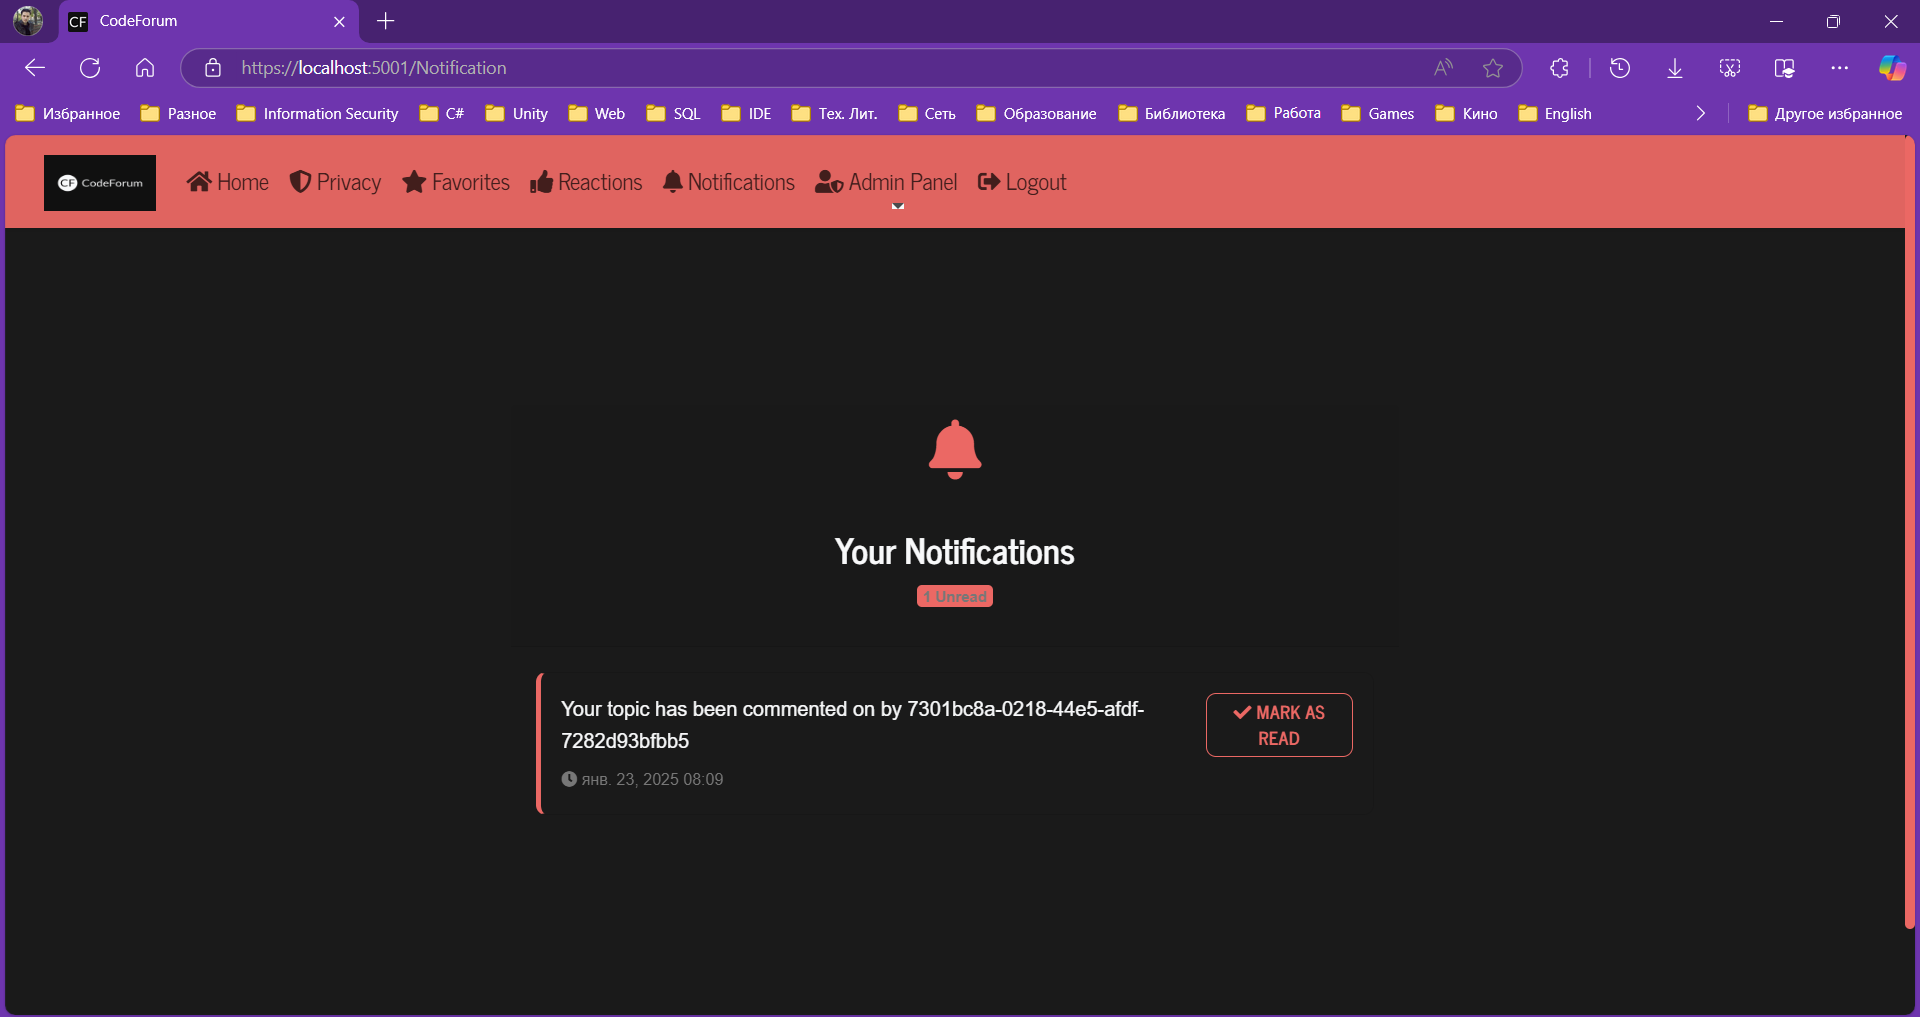 CF CodeForum
https://localhost:5001/Notification
Избранное Разное Information Security C# Unity Web SQL IDE Тех. Лит. Сеть Образование Библиотека Работа Games Кино English Другое избранное
CF CodeForum Home Privacy Favorites Reactions Notifications Admin Panel Logout
Your Notifications
1 Unread
Your topic has been commented on by 7301bc8a-0218-44e5-afdf-
7282d93bfbb5
янв. 23, 2025 08:09
MARK AS
READ